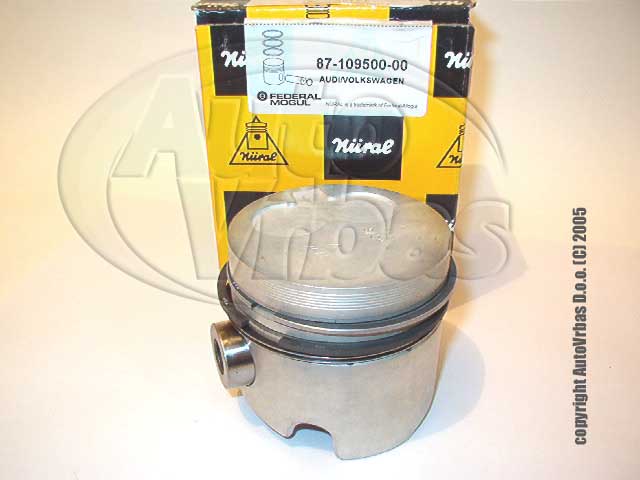 87-109500-00
AUDI/VOLKSWAGEN
FEDERAL
MOGUL
NÜRAL is a trademark of Federal-Mogul
Nüral
Nüral
Nüral
Auto
Vrbas
copyright AutoVrbas D.o.o. (C) 2005